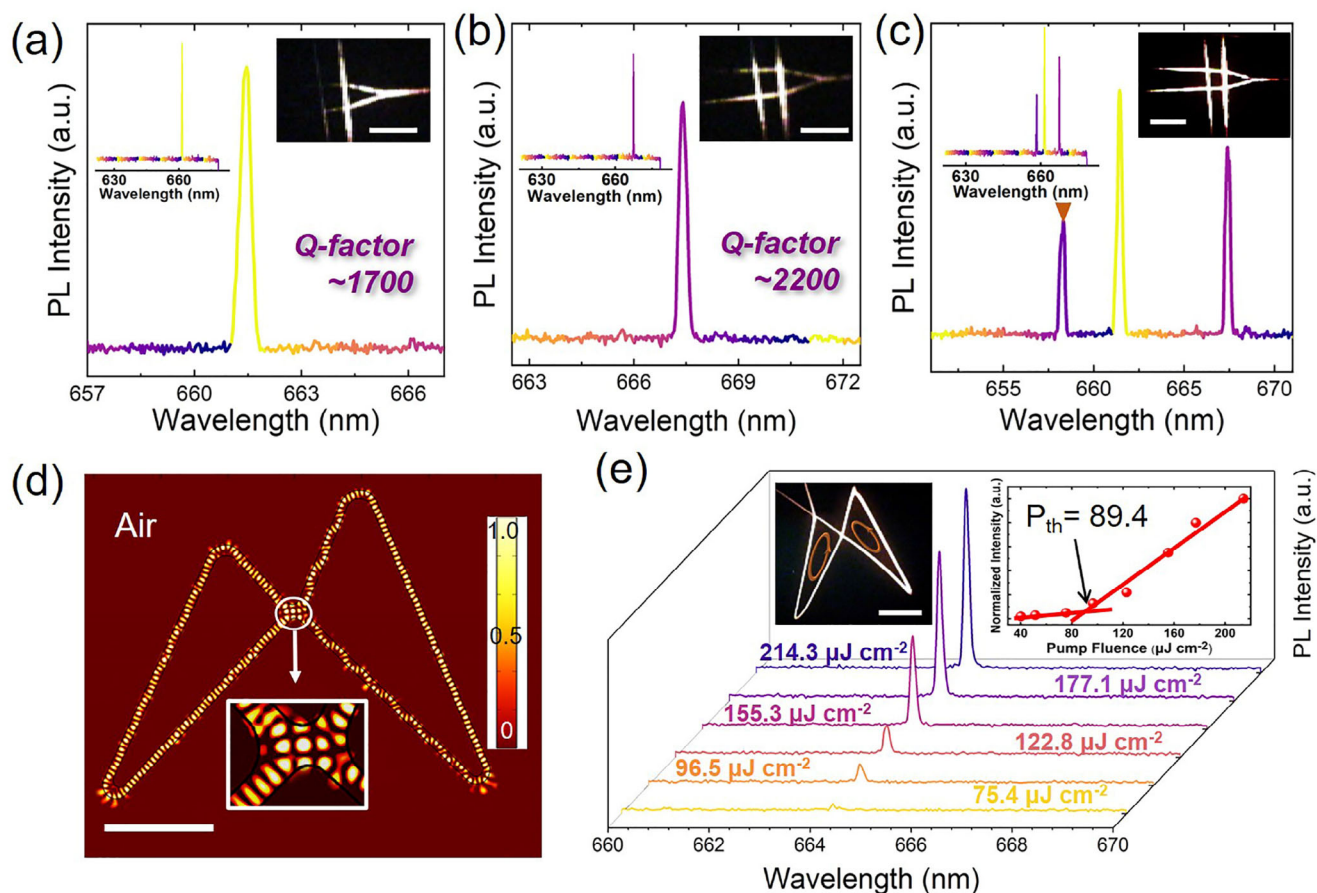 (a)
PL Intensity (a.u.)
630
660
Wavelength (nm)
Q-factor
~1700
657
660
663
666
Wavelength (nm)
(b)
PL Intensity (a.u.)
630
660
Wavelength (nm)
Q-factor
~2200
663
666
669
672
Wavelength (nm)
(c)
PL Intensity (a.u.)
630
660
Wavelength (nm)
655
660
665
670
Wavelength (nm)
(d)
Air
1.0
0.5
0
(e)
PL Intensity (a.u.)
Normalized Intensity (a.u.)
Pth= 89.4
40
80
120
160
200
Pump Fluence (μJ cm-2)
214.3 μJ cm-2
177.1 μJ cm-2
155.3 μJ cm-2
122.8 μJ cm-2
96.5 μJ cm-2
75.4 μJ cm-2
660
662
664
666
668
670
Wavelength (nm)